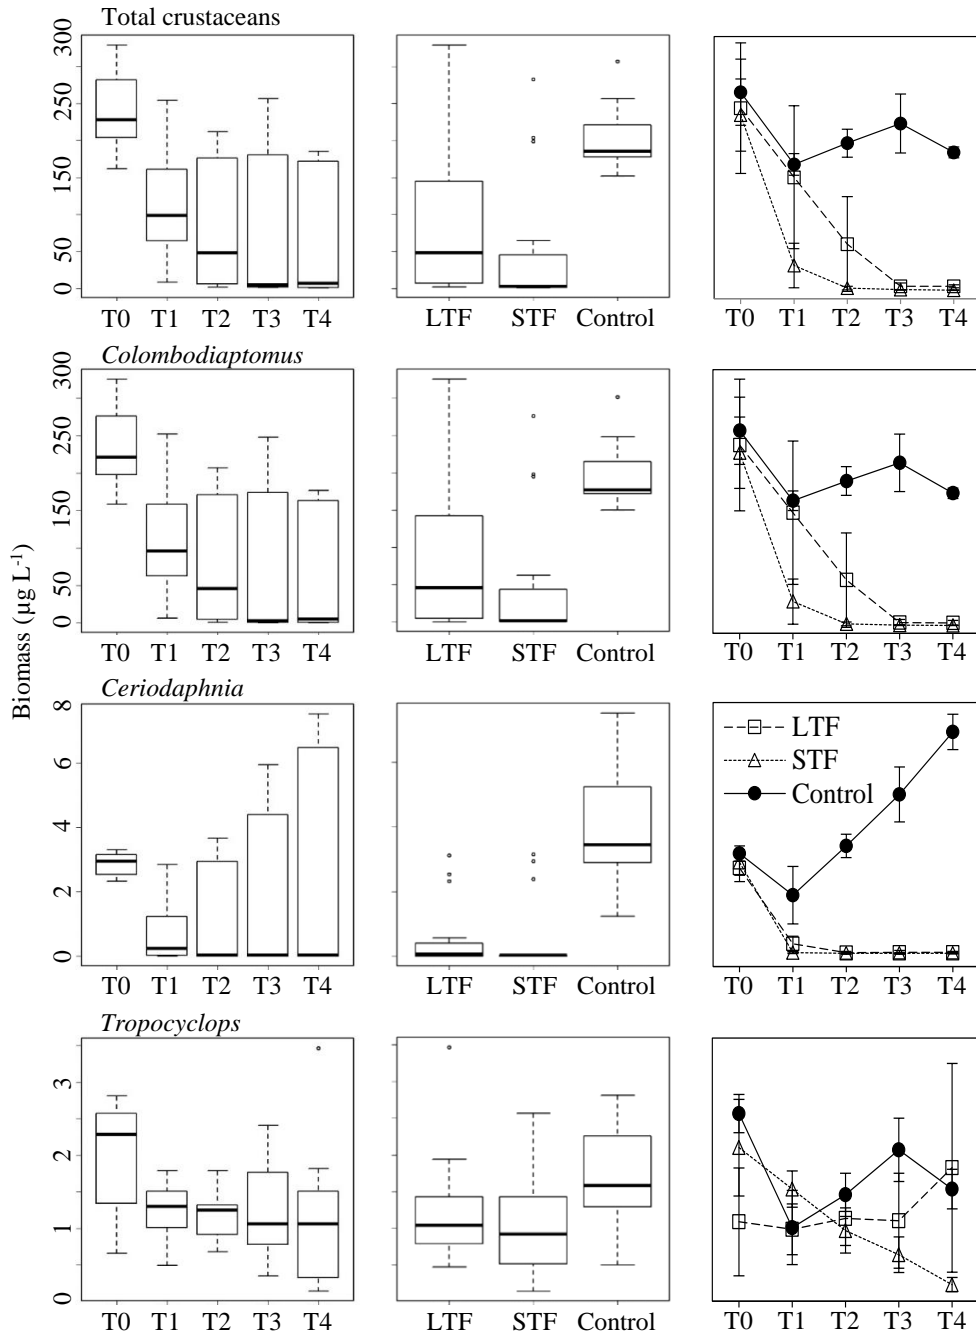 Total crustaceans
300
250
150
50
0
T0 T1 T2 T3 T4
LTF STF Control
T0 T1 T2 T3 T4
Colombodiaptomus
300
250
150
50
0
T0 T1 T2 T3 T4
LTF STF Control
T0 T1 T2 T3 T4
Biomass (µg L⁻¹)
Ceriodaphnia
8
6
4
2
0
T0 T1 T2 T3 T4
LTF STF Control
LTF
STF
Control
T0 T1 T2 T3 T4
Tropocyclops
3
2
1
0
T0 T1 T2 T3 T4
LTF STF Control
T0 T1 T2 T3 T4